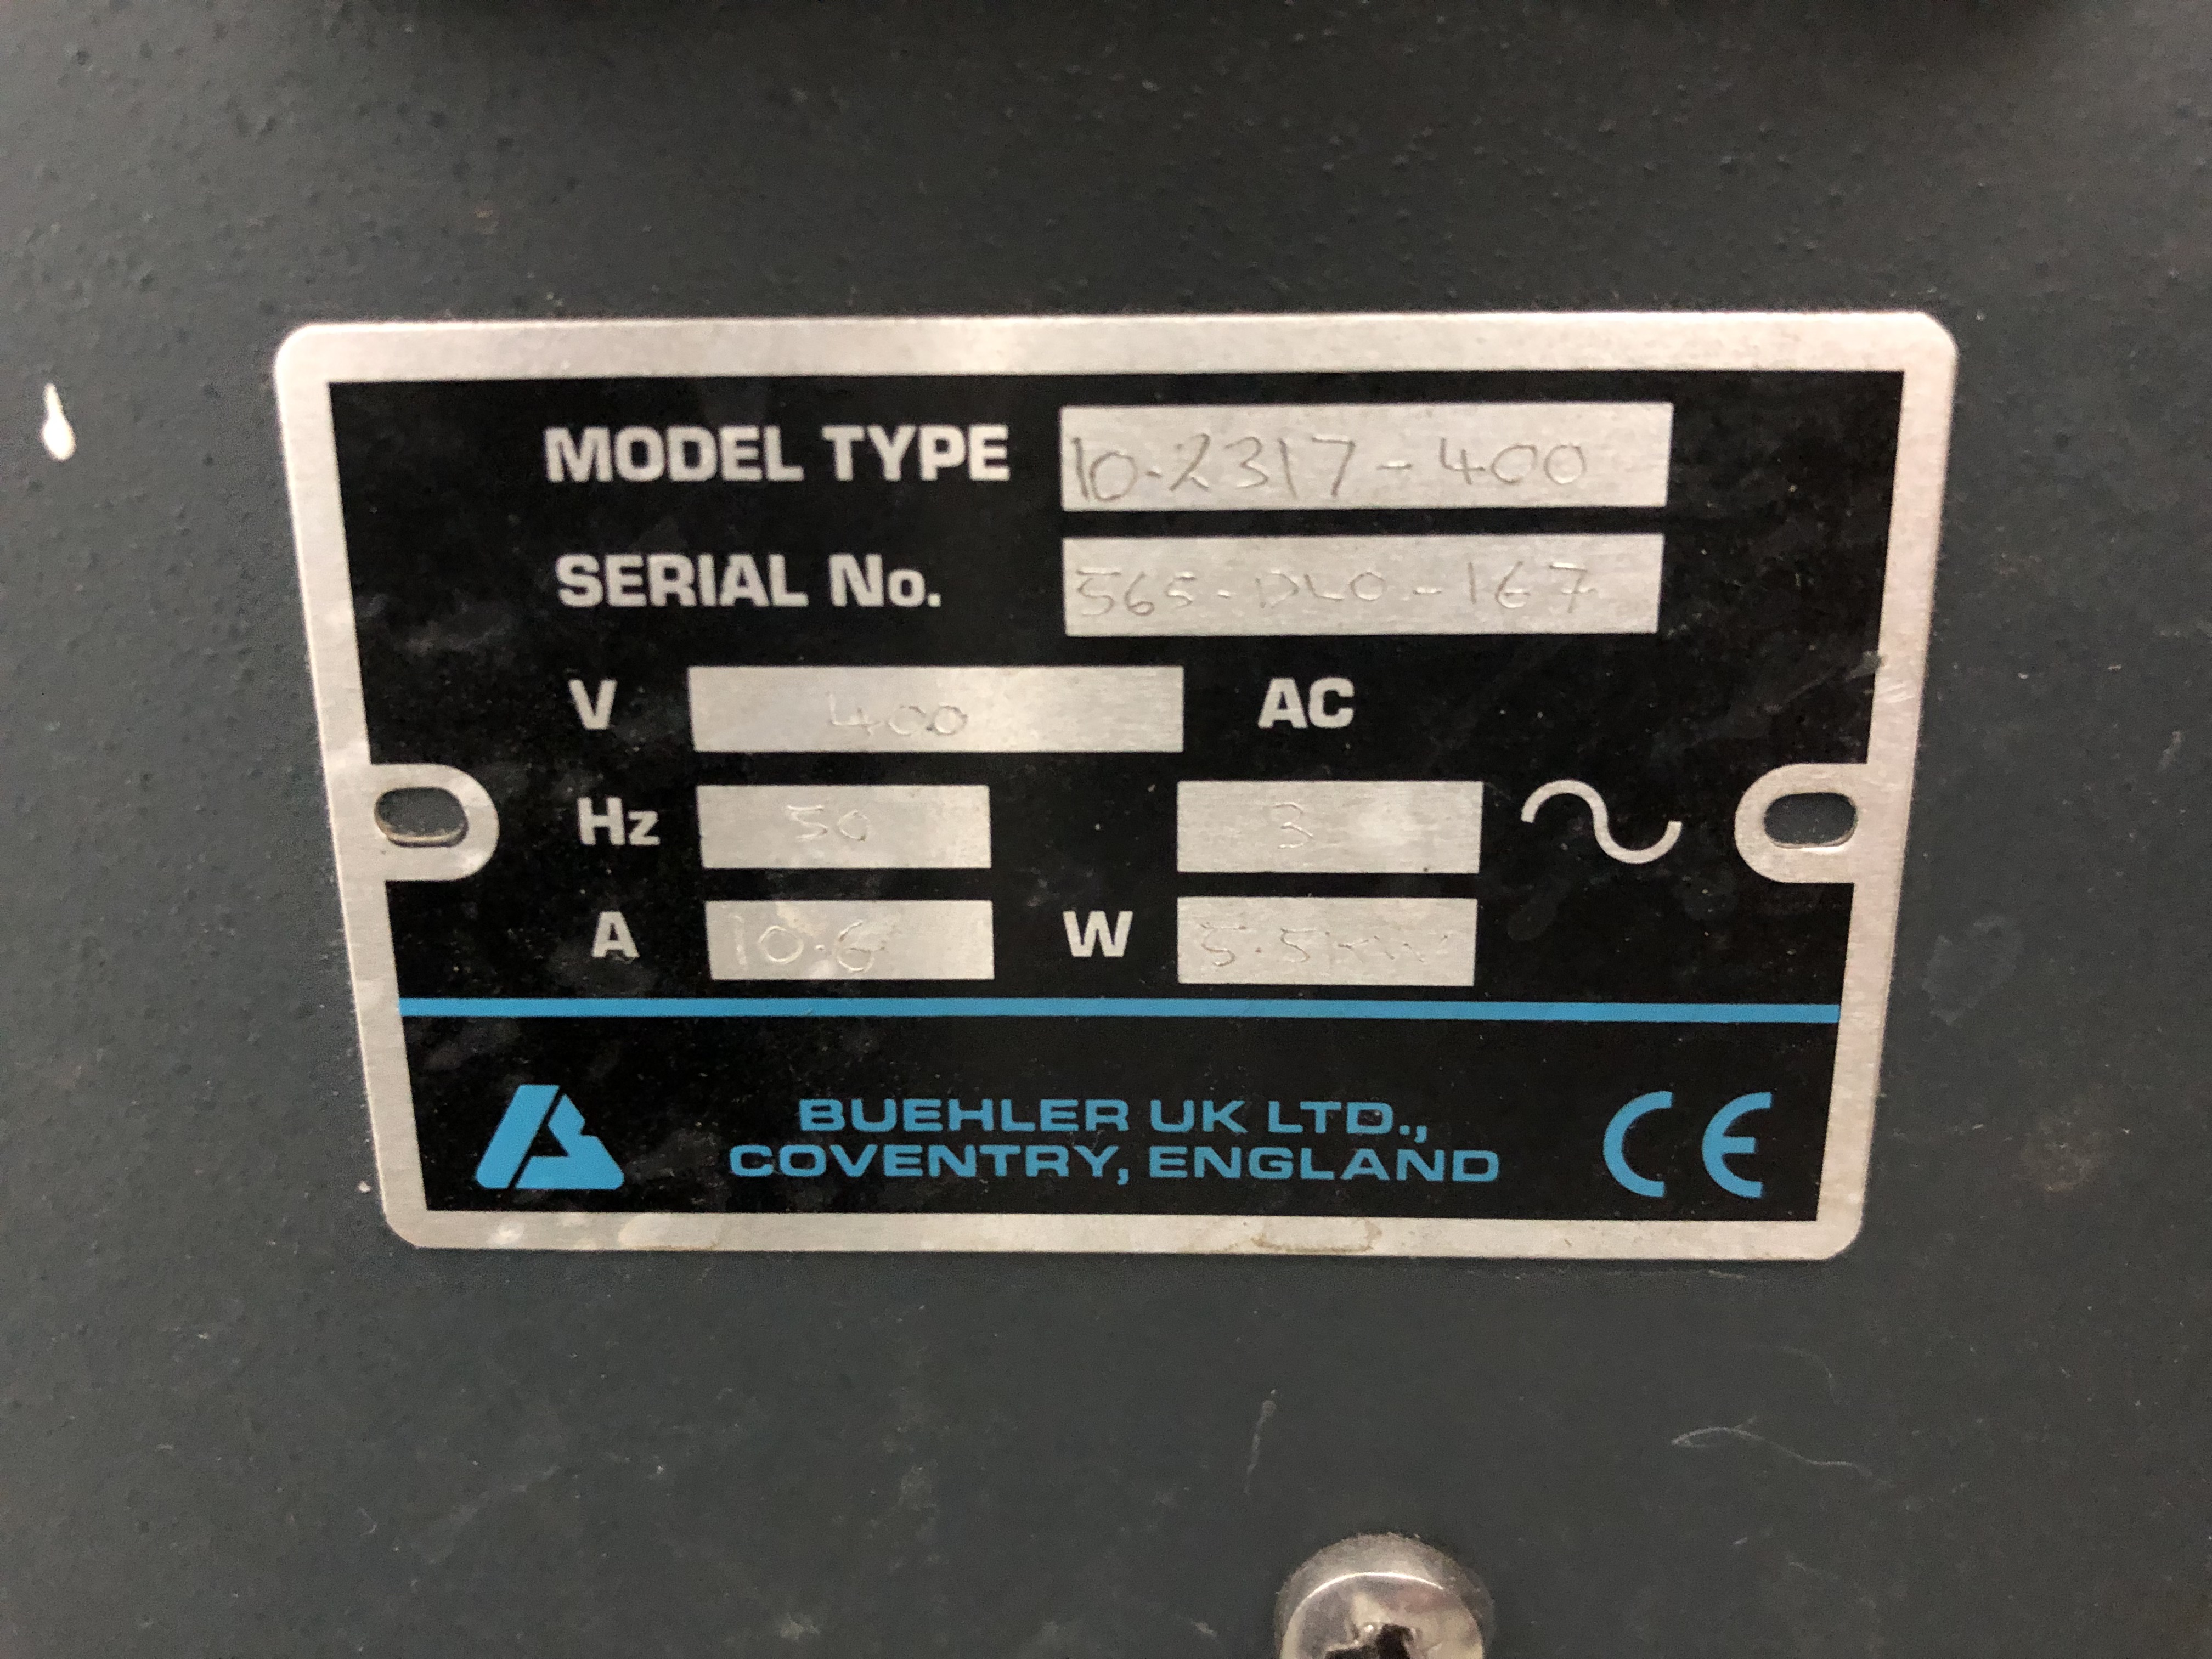 MODEL TYPE 10.2317-400
SERIAL No. 565-DLO-167
V 400 AC
Hz 50 3
A 10.6 W 5.5KW
BUEHLER UK LTD.,
COVENTRY, ENGLAND
CE